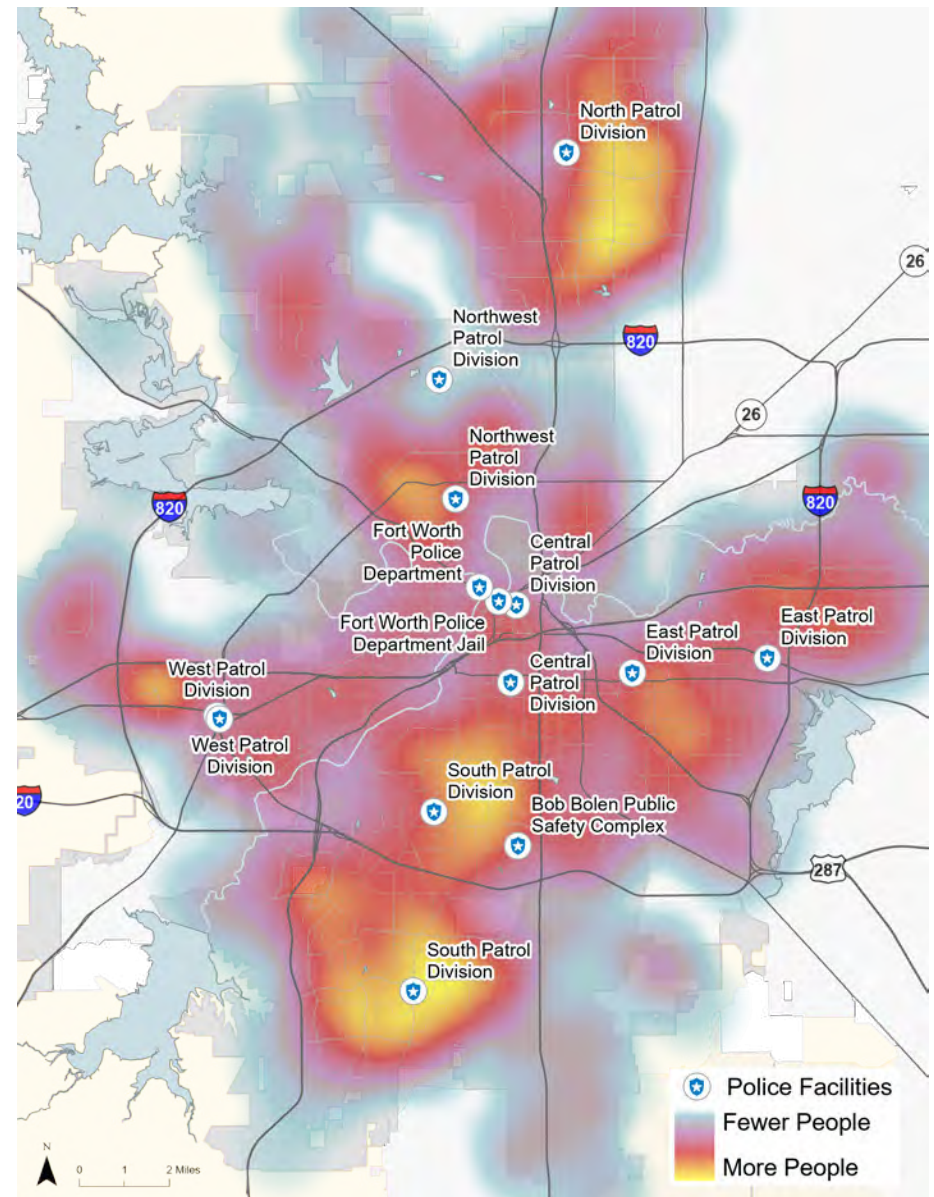 North Patrol
Division
26
Northwest
Patrol
Division
820
26
Northwest
Patrol
Division
820
820
Fort Worth
Police
Department
Central
Patrol
Division
Fort Worth Police
Department Jail
East Patrol
Division
East Patrol
Division
West Patrol
Division
Central
Patrol
Division
West Patrol
Division
South Patrol
Division
20
Bob Bolen Public
Safety Complex
287
South Patrol
Division
Police Facilities
Fewer People
More People
N
0 1 2 Miles